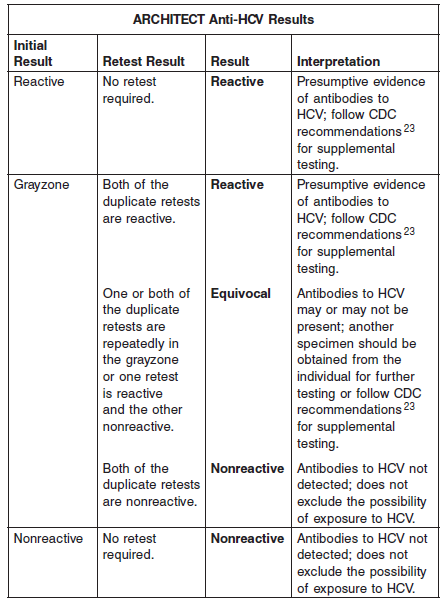 ARCHITECT Anti-HCV Results
Initial
Result
Retest Result
Result
Interpretation
Reactive
No retest
required.
Reactive
Presumptive evidence
of antibodies to
HCV; follow CDC
recommendations 23
for supplemental
testing.
Grayzone
Both of the
duplicate retests
are reactive.
Reactive
Presumptive evidence
of antibodies to
HCV; follow CDC
recommendations 23
for supplemental
testing.
One or both of
the duplicate
retests are
repeatedly in
the grayzone
or one retest
is reactive
and the other
nonreactive.
Equivocal
Antibodies to HCV
may or may not be
present; another
specimen should be
obtained from the
individual for further
testing or follow CDC
recommendations 23
for supplemental
testing.
Both of the
duplicate retests
are nonreactive.
Nonreactive
Antibodies to HCV not
detected; does not
exclude the possibility
of exposure to HCV.
Nonreactive
No retest
required.
Nonreactive
Antibodies to HCV not
detected; does not
exclude the possibility
of exposure to HCV.